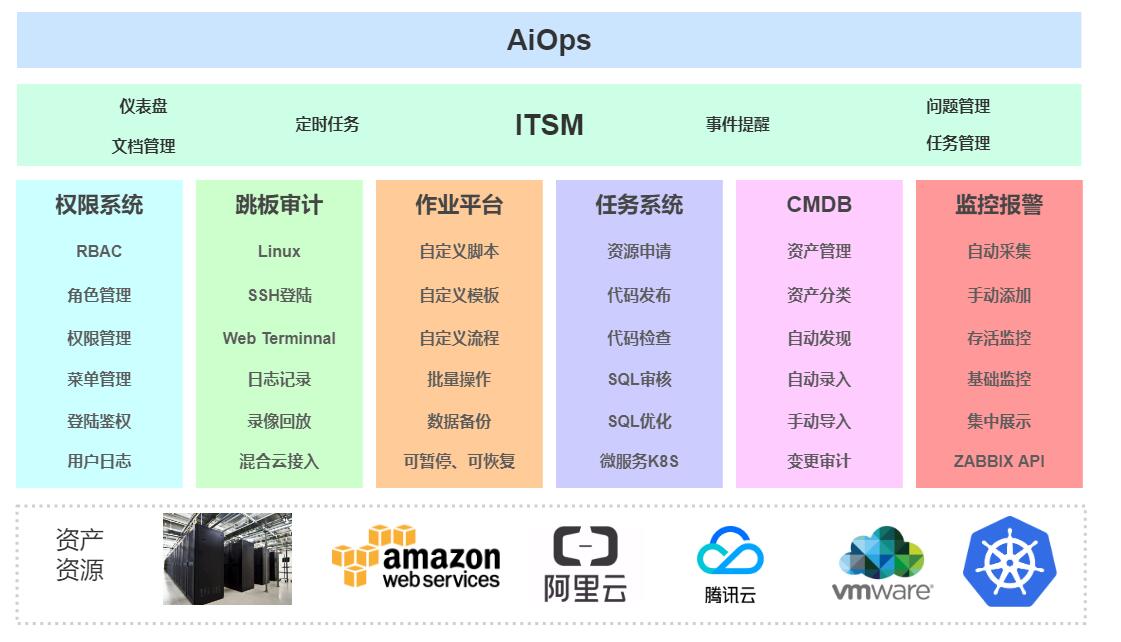 AiOps
仪表盘
文档管理
定时任务
ITSM
事件提醒
问题管理
任务管理
权限系统
RBAC
角色管理
权限管理
菜单管理
登陆鉴权
用户日志
跳板审计
Linux
SSH登陆
Web Terminnal
日志记录
录像回放
混合云接入
作业平台
自定义脚本
自定义模板
自定义流程
批量操作
数据备份
可暂停、可恢复
任务系统
资源申请
代码发布
代码检查
SQL审核
SQL优化
微服务K8S
CMDB
资产管理
资产分类
自动发现
自动录入
手动导入
变更审计
监控报警
自动采集
手动添加
存活监控
基础监控
集中展示
ZABBIX API
资产
资源
amazon
web services
阿里云
腾讯云
vmware®